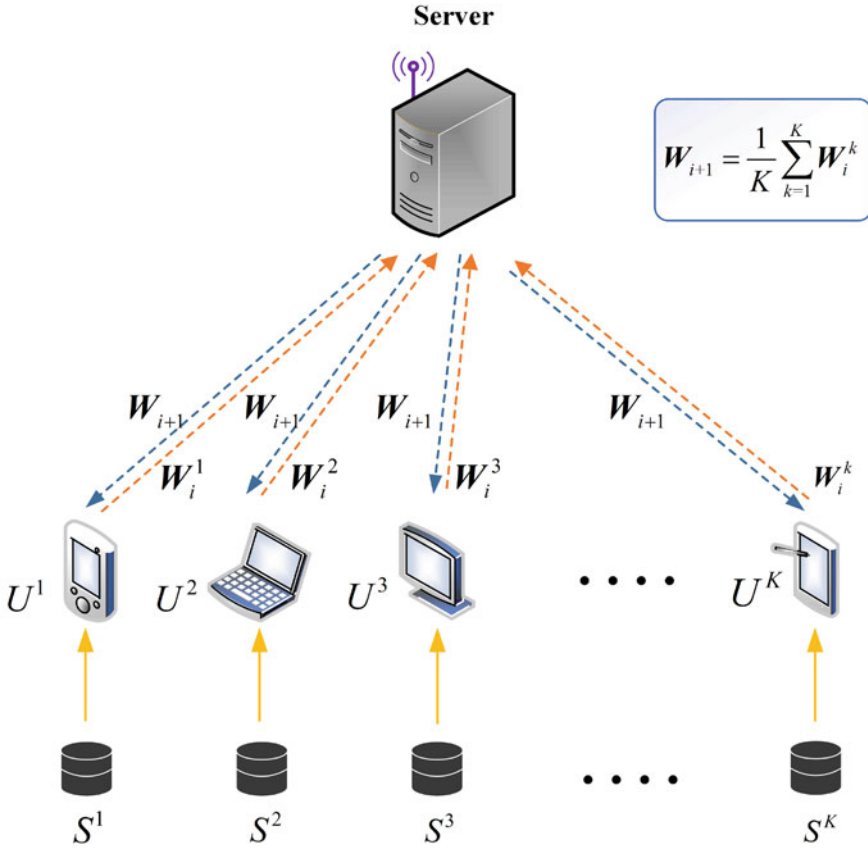 Server
W_{i+1} = \frac{1}{K} \sum_{k=1}^{K} W_i^k
W_{i+1} W_{i+1} W_{i+1} W_{i+1}
W_i^1 W_i^2 W_i^3 W_i^k
U^1 U^2 U^3 • • • • U^K
S^1 S^2 S^3 • • • • S^K